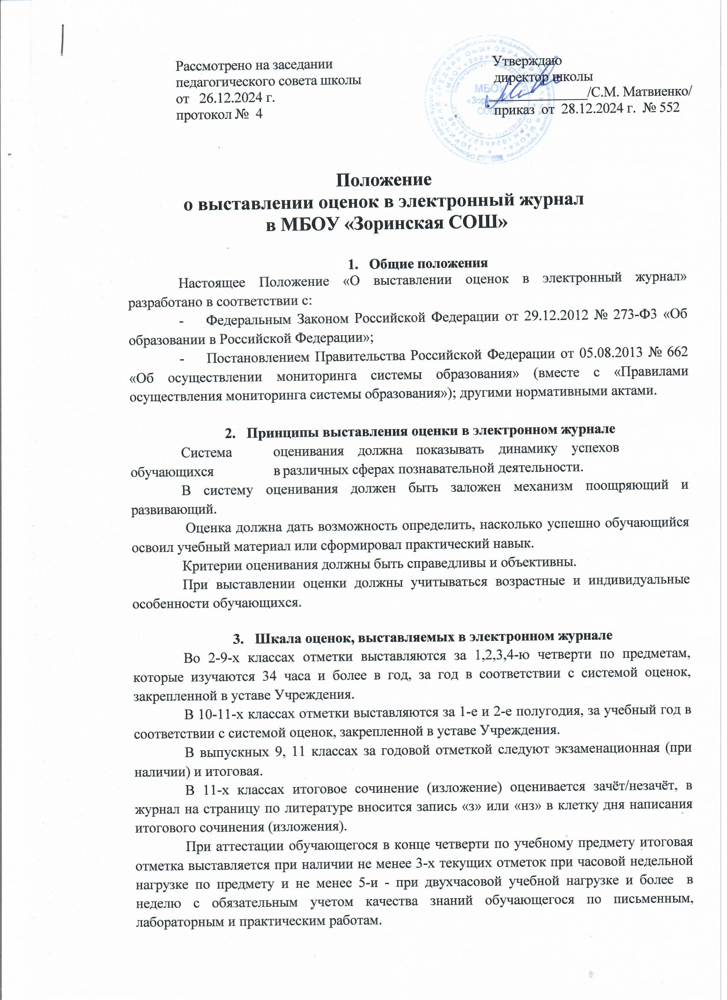 Рассмотрено на заседании
педагогического совета школы
от 26.12.2024 г.
протокол № 4
Утверждаю
директор школы
/С.М. Матвиенко/
приказ от 28.12.2024 г. № 552
МБОУ
«Зоринская
СОШ»
Положение
о выставлении оценок в электронный журнал
в МБОУ «Зоринская СОШ»
1. Общие положения
Настоящее Положение «О выставлении оценок в электронный журнал»
разработано в соответствии с:
- Федеральным Законом Российской Федерации от 29.12.2012 № 273-ФЗ «Об
образовании в Российской Федерации»;
- Постановлением Правительства Российской Федерации от 05.08.2013 № 662
«Об осуществлении мониторинга системы образования» (вместе с «Правилами
осуществления мониторинга системы образования»); другими нормативными актами.
2. Принципы выставления оценки в электронном журнале
Система оценивания должна показывать динамику успехов
обучающихся в различных сферах познавательной деятельности.
В систему оценивания должен быть заложен механизм поощряющий и
развивающий.
Оценка должна дать возможность определить, насколько успешно обучающийся
освоил учебный материал или сформировал практический навык.
Критерии оценивания должны быть справедливы и объективны.
При выставлении оценки должны учитываться возрастные и индивидуальные
особенности обучающихся.
3. Шкала оценок, выставляемых в электронном журнале
Во 2-9-х классах отметки выставляются за 1,2,3,4-ю четверти по предметам,
которые изучаются 34 часа и более в год, за год в соответствии с системой оценок,
закрепленной в уставе Учреждения.
В 10-11-х классах отметки выставляются за 1-е и 2-е полугодия, за учебный год в
соответствии с системой оценок, закрепленной в уставе Учреждения.
В выпускных 9, 11 классах за годовой отметкой следуют экзаменационная (при
наличии) и итоговая.
В 11-х классах итоговое сочинение (изложение) оценивается зачёт/незачёт, в
журнал на страницу по литературе вносится запись «з» или «нз» в клетку дня написания
итогового сочинения (изложения).
При аттестации обучающегося в конце четверти по учебному предмету итоговая
отметка выставляется при наличии не менее 3-х текущих отметок при часовой недельной
нагрузке по предмету и не менее 5-и - при двухчасовой учебной нагрузке и более в
неделю с обязательным учетом качества знаний обучающегося по письменным,
лабораторным и практическим работам.